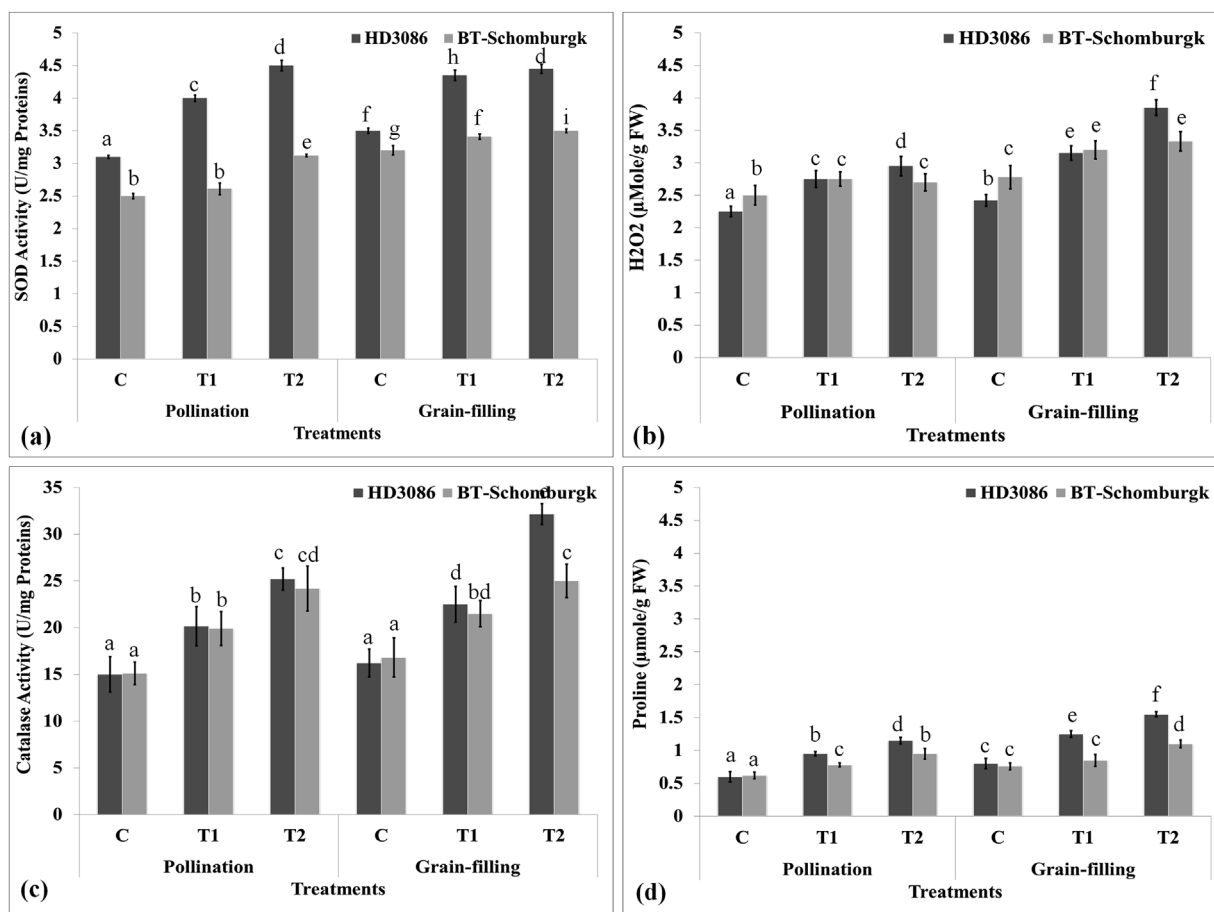 HD3086 BT-Schomburgk
SOD Activity (U/mg Proteins)
5
4.5
4
3.5
3
2.5
2
1.5
1
0.5
0
a b c b d e f g h f d i
C T1 T2 C T1 T2
Pollination Grain-filling
Treatments
(a)
HD3086 BT-Schomburgk
H2O2 (µMole/g FW)
5
4.5
4
3.5
3
2.5
2
1.5
1
0.5
0
a b c c d c b c e e f e
C T1 T2 C T1 T2
Pollination Grain-filling
Treatments
(b)
HD3086 BT-Schomburgk
Catalase Activity (U/mg Proteins)
35
30
25
20
15
10
5
0
a a b b c cd a a d bd c
C T1 T2 C T1 T2
Pollination Grain-filling
Treatments
(c)
HD3086 BT-Schomburgk
Proline (µmole/g FW)
5
4.5
4
3.5
3
2.5
2
1.5
1
0.5
0
a a b c d b c c e c f d
C T1 T2 C T1 T2
Pollination Grain-filling
Treatments
(d)